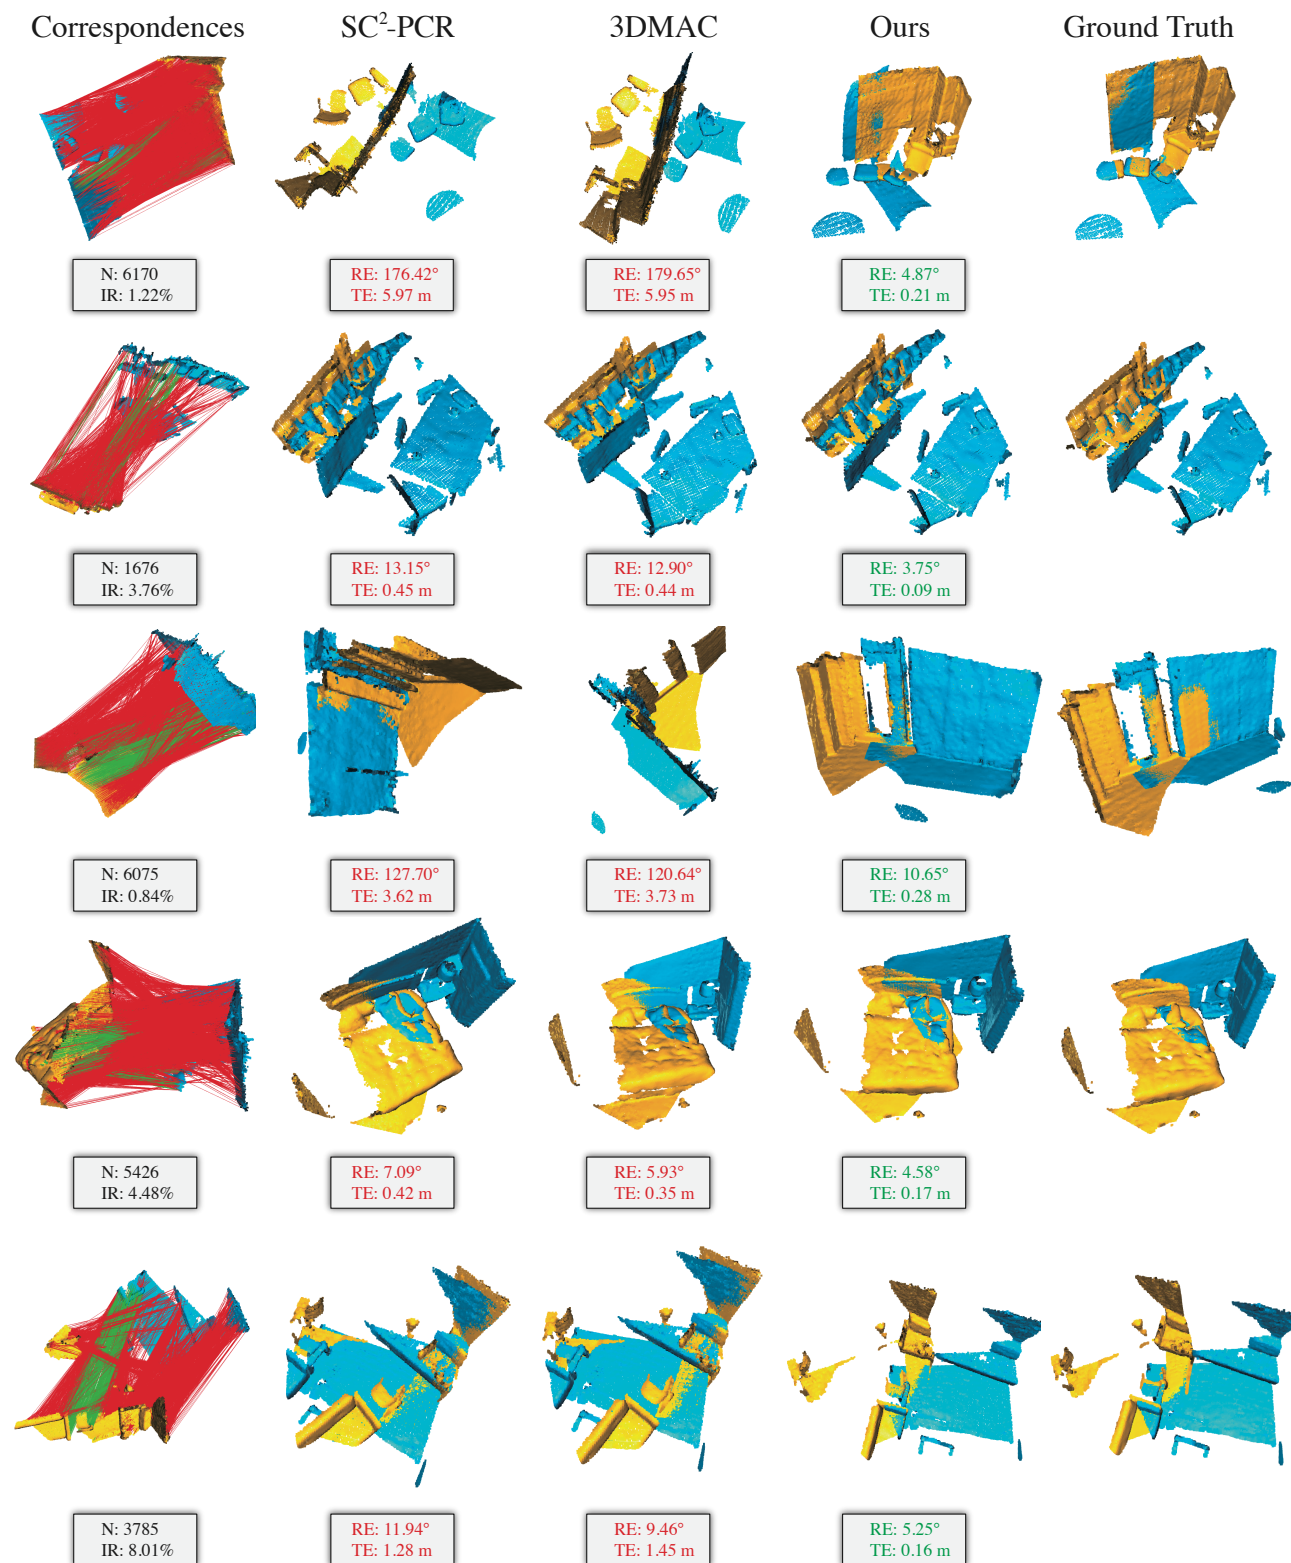 Correspondences SC²-PCR 3DMAC Ours Ground Truth
N: 6170
IR: 1.22%
RE: 176.42°
TE: 5.97 m
RE: 179.65°
TE: 5.95 m
RE: 4.87°
TE: 0.21 m
N: 1676
IR: 3.76%
RE: 13.15°
TE: 0.45 m
RE: 12.90°
TE: 0.44 m
RE: 3.75°
TE: 0.09 m
N: 6075
IR: 0.84%
RE: 127.70°
TE: 3.62 m
RE: 120.64°
TE: 3.73 m
RE: 10.65°
TE: 0.28 m
N: 5426
IR: 4.48%
RE: 7.09°
TE: 0.42 m
RE: 5.93°
TE: 0.35 m
RE: 4.58°
TE: 0.17 m
N: 3785
IR: 8.01%
RE: 11.94°
TE: 1.28 m
RE: 9.46°
TE: 1.45 m
RE: 5.25°
TE: 0.16 m